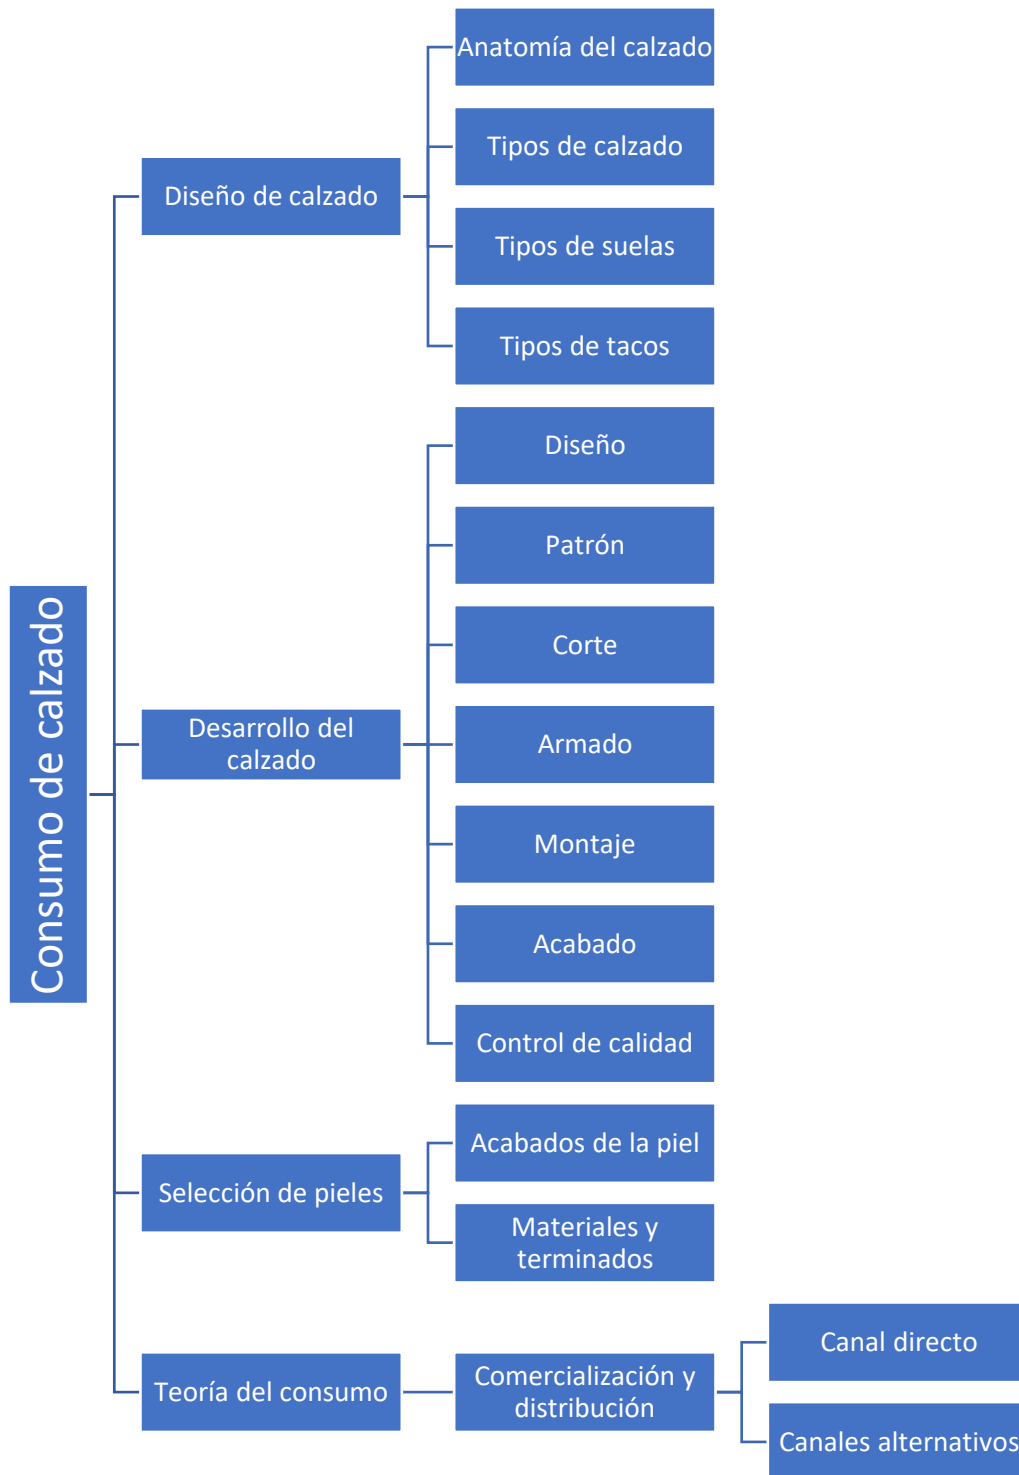 Consumo de calzado
Diseño de calzado
Anatomía del calzado
Tipos de calzado
Tipos de suelas
Tipos de tacos
Desarrollo del
calzado
Diseño
Patrón
Corte
Armado
Montaje
Acabado
Control de calidad
Selección de pieles
Acabados de la piel
Materiales y
terminados
Teoría del consumo
Comercialización y
distribución
Canal directo
Canales alternativos